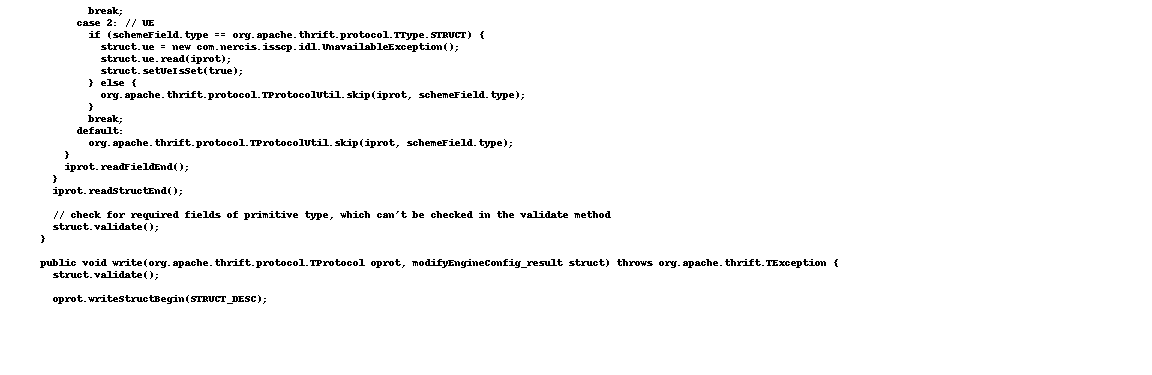 break;
case 2: // UE
if (schemeField.type == org.apache.thrift.protocol.TType.STRUCT) {
struct.ue = new com.nercis.isscp.idl.UnavailableException();
struct.ue.read(iprot);
struct.setUeIsSet(true);
} else {
org.apache.thrift.protocol.TProtocolUtil.skip(iprot, schemeField.type);
}
break;
default:
org.apache.thrift.protocol.TProtocolUtil.skip(iprot, schemeField.type);
}
iprot.readFieldEnd();
}
iprot.readStructEnd();
// check for required fields of primitive type, which can't be checked in the validate method
struct.validate();
}
public void write(org.apache.thrift.protocol.TProtocol oprot, modifyEngineConfig_result struct) throws org.apache.thrift.TException {
struct.validate();
oprot.writeStructBegin(STRUCT_DESC);